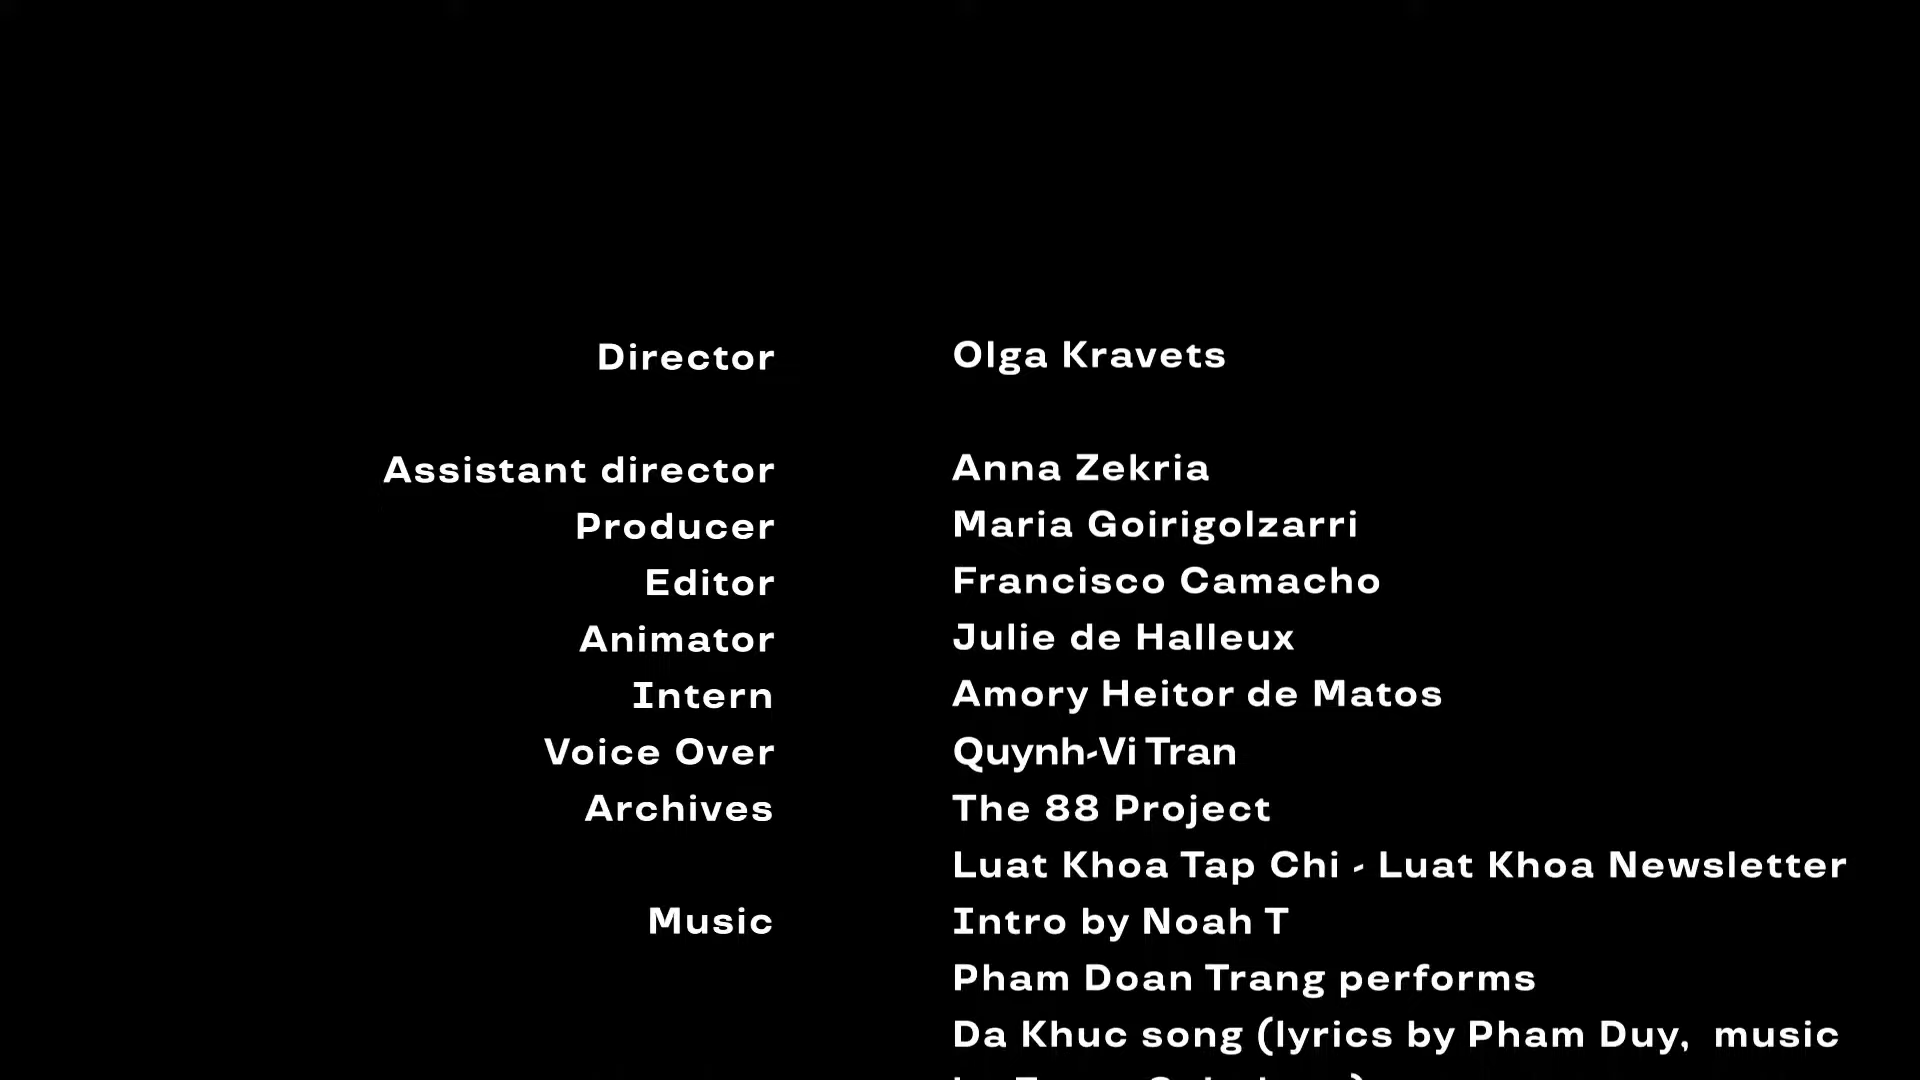 Director Olga Kravets
Assistant director Anna Zekria
Producer Maria Goirigolzarri
Editor Francisco Camacho
Animator Julie de Halleux
Intern Amory Heitor de Matos
Voice Over Quynh-Vi Tran
Archives The 88 Project
Luat Khoa Tap Chi - Luat Khoa Newsletter
Music Intro by Noah T
Pham Doan Trang performs
Da Khuc song (lyrics by Pham Duy, music